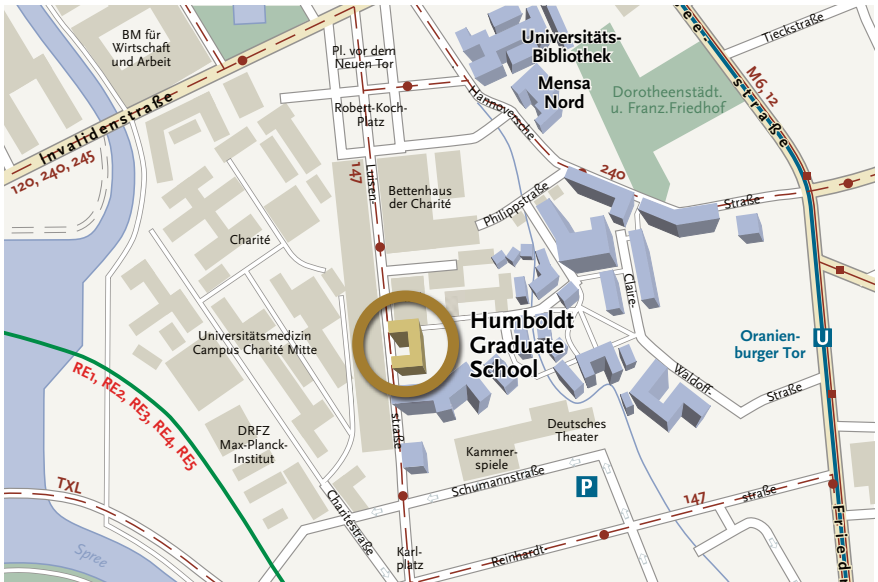 BM für
Wirtschaft
und Arbeit
Pl. vor dem
Neuen Tor
Universitäts-
Bibliothek
Mensa
Nord
Tieckstraße
ee-
straße
M6, 12
Dorotheenstädt.
u. Franz.Friedhof
Invalidenstraße
120, 240, 245
Robert-Koch-
Platz
Hannoversche
240
Straße
147
Luisen-
Bettenhaus
der Charité
Philippstraße
Charité
Claire-
Universitätsmedizin
Campus Charité Mitte
Humboldt
Graduate
School
Oranien-
burger Tor
U
Waldoff-
Straße
RE1, RE2, RE3, RE4, RE5
straße
DRFZ
Max-Planck-
Institut
Deutsches
Theater
Kammer-
spiele
Schumannstraße
P
TXL
Charitéstraße
147
straße
Spree
Karl-
platz
Reinhardt
Fried